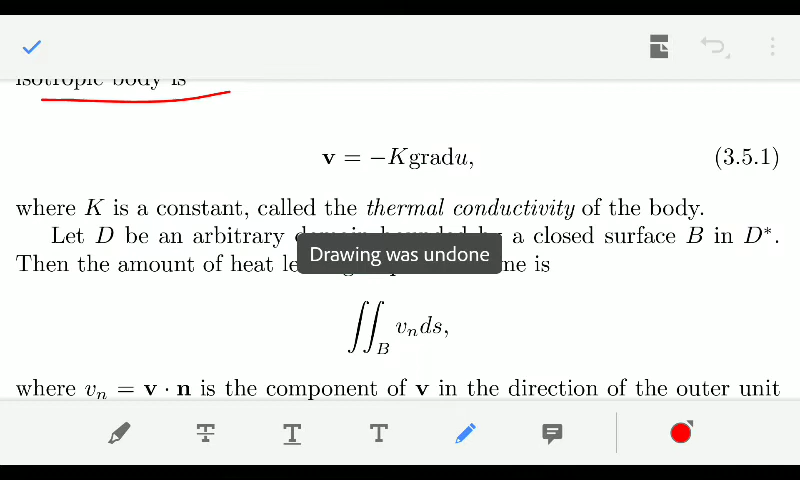 isotropic body is
v = −Kgradu, (3.5.1)
where K is a constant, called the thermal conductivity of the body.
Let D be an arbitrary bounded by a closed surface B in D*.
Drawing was undone
Then the amount of heat is
∬_B v_n ds,
where v_n = v · n is the component of v in the direction of the outer unit
T T T